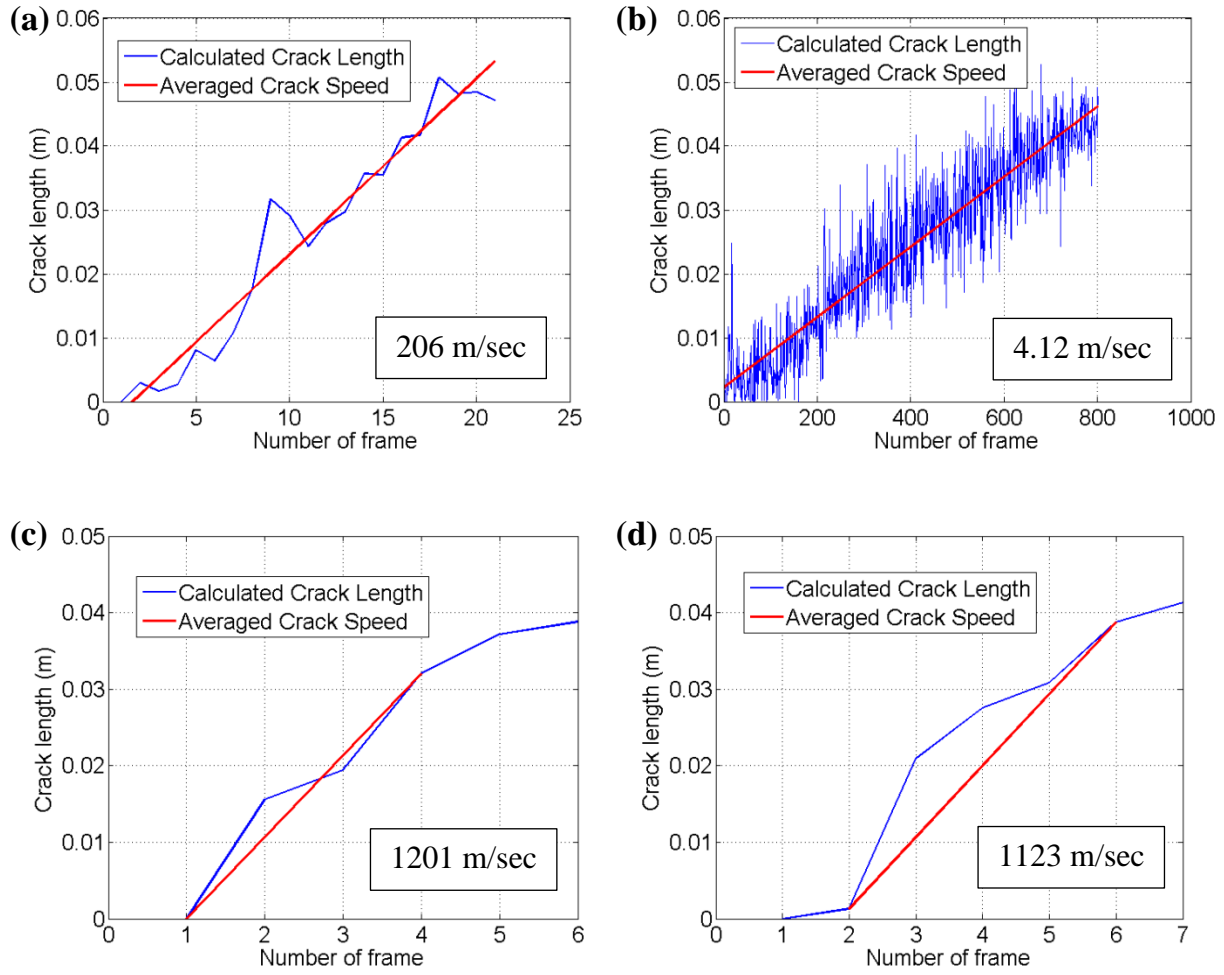 (a)
0.06
0.05
0.04
0.03
0.02
0.01
0
Crack length (m)
Calculated Crack Length
Averaged Crack Speed
206 m/sec
0 5 10 15 20 25
Number of frame
(b)
0.06
0.05
0.04
0.03
0.02
0.01
0
Crack length (m)
Calculated Crack Length
Averaged Crack Speed
4.12 m/sec
0 200 400 600 800 1000
Number of frame
(c)
0.05
0.04
0.03
0.02
0.01
0
Crack length (m)
Calculated Crack Length
Averaged Crack Speed
1201 m/sec
0 1 2 3 4 5 6
Number of frame
(d)
0.05
0.04
0.03
0.02
0.01
0
Crack length (m)
Calculated Crack Length
Averaged Crack Speed
1123 m/sec
0 1 2 3 4 5 6 7
Number of frame